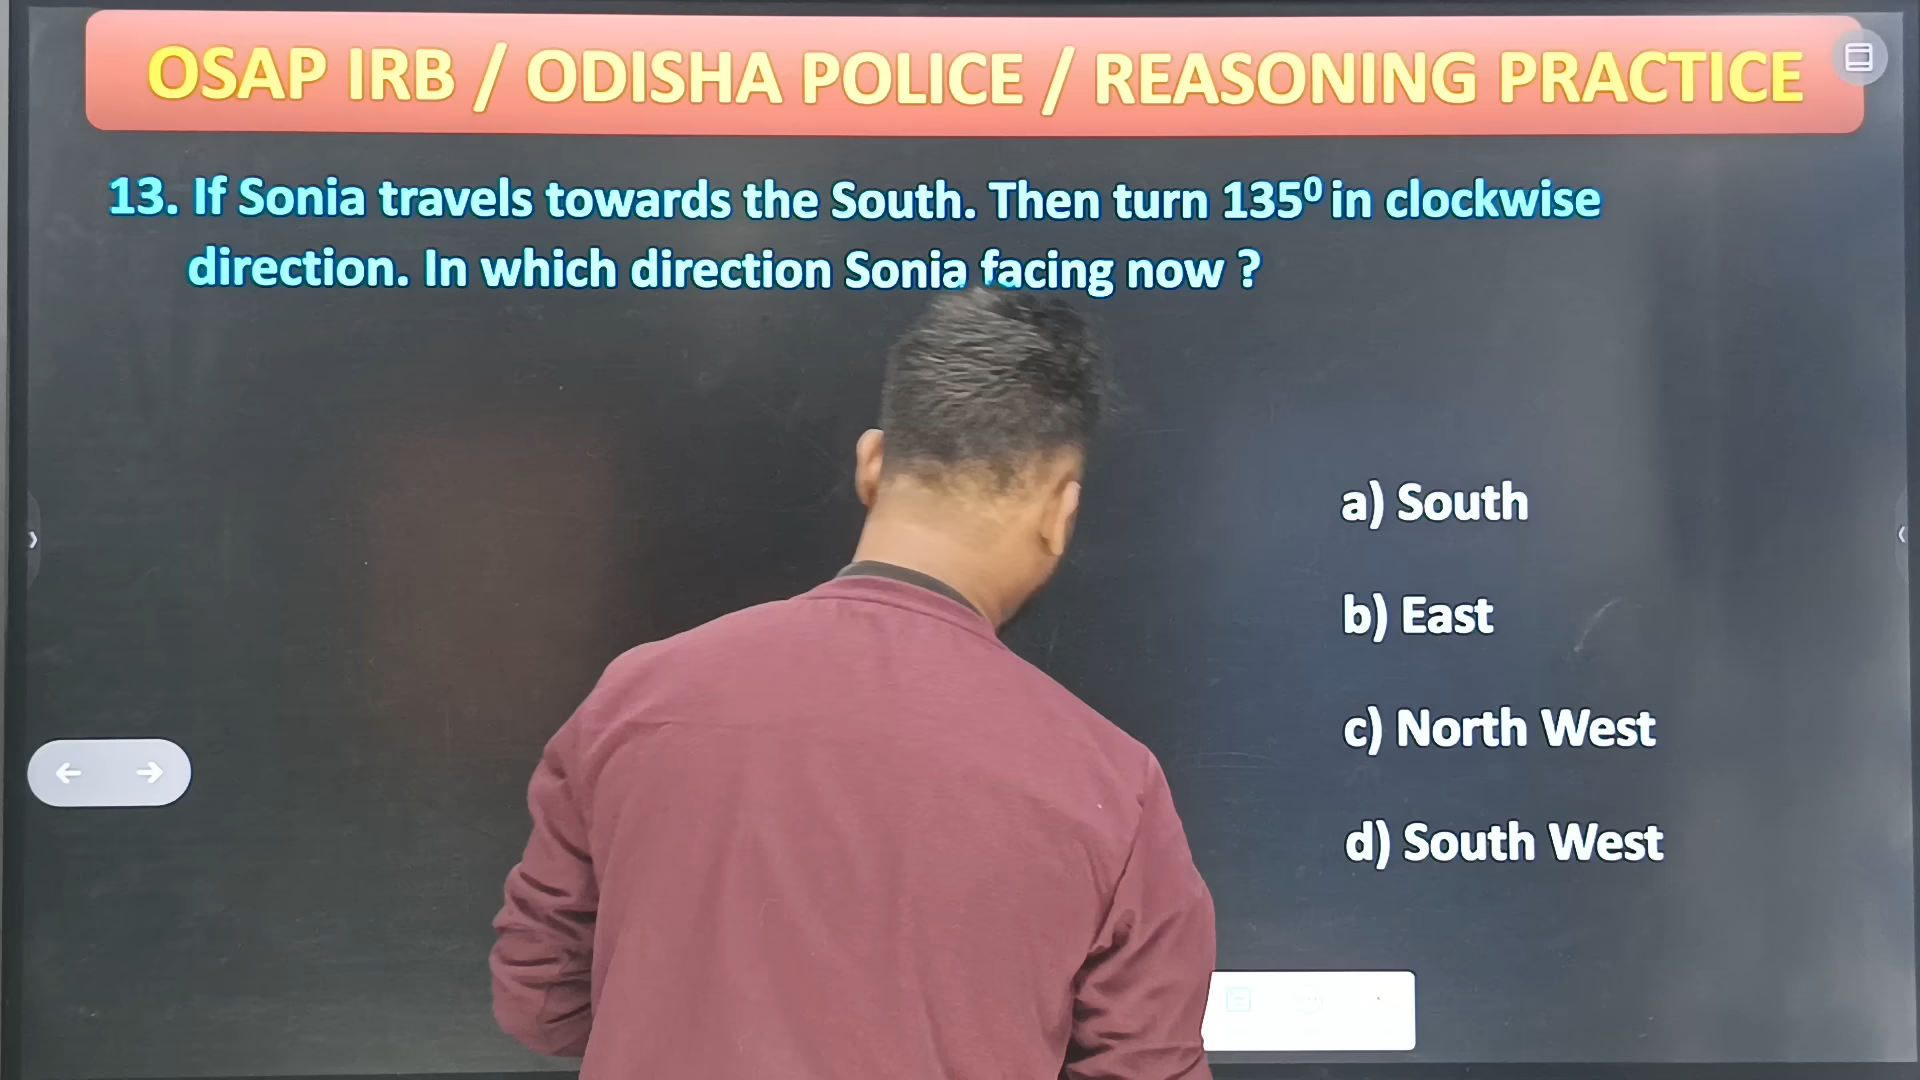 OSAP IRB / ODISHA POLICE / REASONING PRACTICE
13. If Sonia travels towards the South. Then turn 135⁰ in clockwise
direction. In which direction Sonia facing now ?
a) South
b) East
c) North West
d) South West